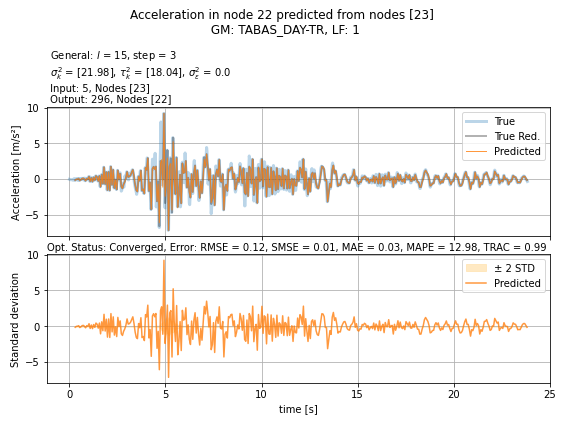 Acceleration in node 22 predicted from nodes [23]
GM: TABAS_DAY-TR, LF: 1
General: l = 15, step = 3
σ²ₖ = [21.98], τ²ₖ = [18.04], σ²ε = 0.0
Input: 5, Nodes [23]
Output: 296, Nodes [22]
10
5
0
−5
Acceleration [m/s²]
True
True Red.
Predicted
Opt. Status: Converged, Error: RMSE = 0.12, SMSE = 0.01, MAE = 0.03, MAPE = 12.98, TRAC = 0.99
10
5
0
−5
Standard deviation
± 2 STD
Predicted
0 5 10 15 20 25
time [s]